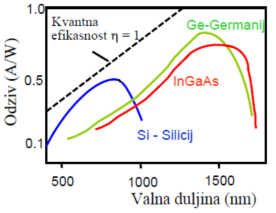 1.0
Kvantna
efikasnost η = 1
Ge-Germanij
Odziv (A/W)
0.5
InGaAs
Si - Silicij
0.1
500
1000
1500
Valna duljina (nm)